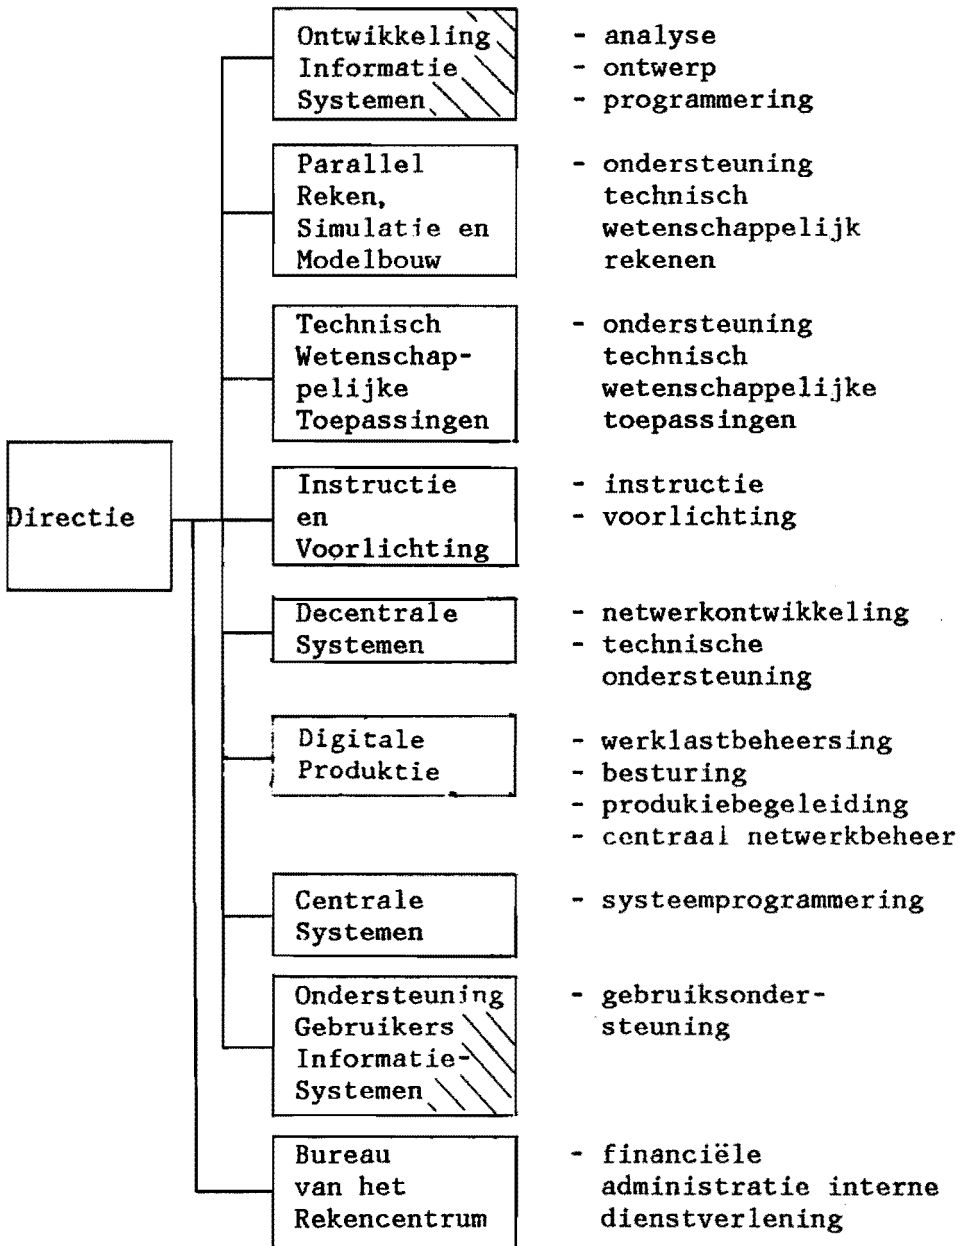 Ontwikkeling
Informatie
Systemen
- analyse
- ontwerp
- programmering
Parallel
Reken,
Simulatie en
Modelbouw
- ondersteuning
technisch
wetenschappelijk
rekenen
Technisch
Wetenschap-
pelijke
Toepassingen
- ondersteuning
technisch
wetenschappelijke
toepassingen
Directie
Instructie
en
Voorlichting
- instructie
- voorlichting
Decentrale
Systemen
- netwerkontwikkeling
- technische
ondersteuning
Digitale
Produktie
- werklastbeheersing
- besturing
- produkiebegeleiding
- centraal netwerkbeheer
Centrale
Systemen
- systeemprogrammering
Ondersteuning
Gebruikers
Informatie-
Systemen
- gebruiksonder-
steuning
Bureau
van het
Rekencentrum
- financiële
administratie interne
dienstverlening